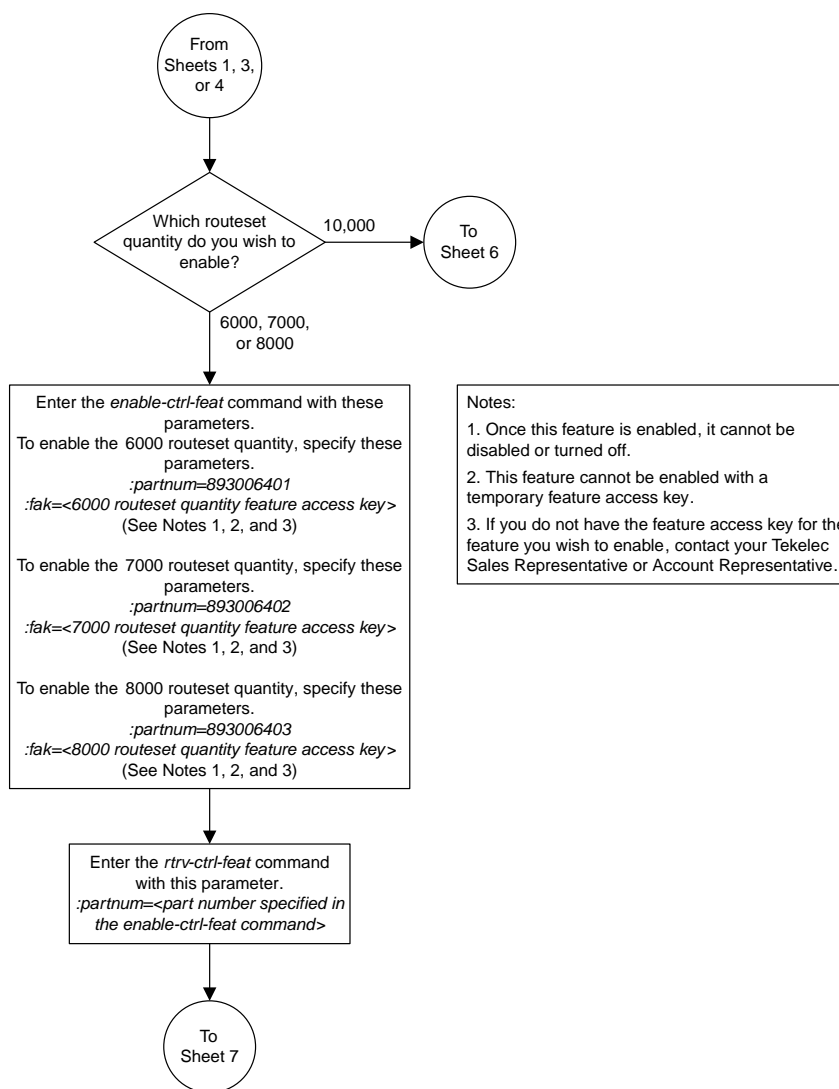 From
Sheets 1, 3,
or 4
Which routeset
quantity do you wish to
enable?
10,000
To
Sheet 6
6000, 7000,
or 8000
Enter the enable-ctrl-feat command with these
parameters.
To enable the 6000 routeset quantity, specify these
parameters.
:partnum=893006401
:fak=<6000 routeset quantity feature access key>
(See Notes 1, 2, and 3)
To enable the 7000 routeset quantity, specify these
parameters.
:partnum=893006402
:fak=<7000 routeset quantity feature access key>
(See Notes 1, 2, and 3)
To enable the 8000 routeset quantity, specify these
parameters.
:partnum=893006403
:fak=<8000 routeset quantity feature access key>
(See Notes 1, 2, and 3)
Notes:
1. Once this feature is enabled, it cannot be
disabled or turned off.
2. This feature cannot be enabled with a
temporary feature access key.
3. If you do not have the feature access key for the
feature you wish to enable, contact your Tekelec
Sales Representative or Account Representative.
Enter the rtrv-ctrl-feat command
with this parameter.
:partnum=<part number specified in
the enable-ctrl-feat command>
To
Sheet 7